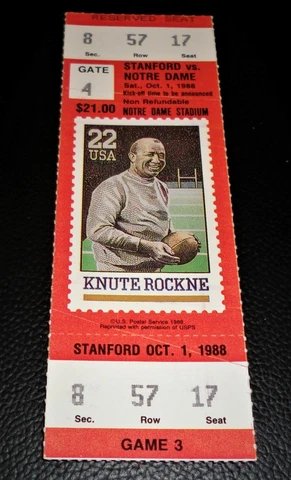 RESERVED SEAT
8 57 17
Sec. Row Seat
GATE
4
$21.00
STANFORD vs.
NOTRE DAME
Sat., Oct. 1, 1988
Kick-off time to be announced
Non Refundable
NOTRE DAME STADIUM
22
USA
KNUTE ROCKNE
©U.S. Postal Service 1988
Reprinted with permission of USPS
STANFORD OCT. 1, 1988
8 57 17
Sec. Row Seat
GAME 3